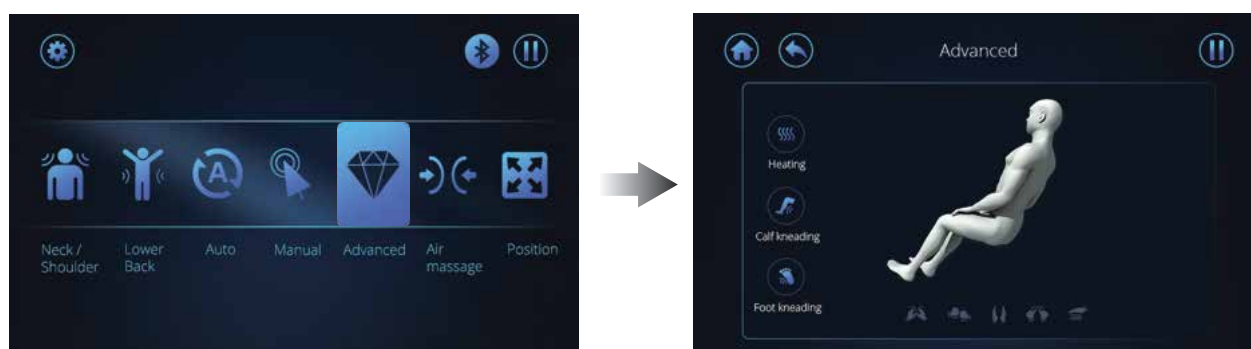 Neck /
Shoulder
Lower
Back
A
Auto
Manual
Advanced
Air
massage
Position
Advanced
Heating
Calf kneading
Foot kneading